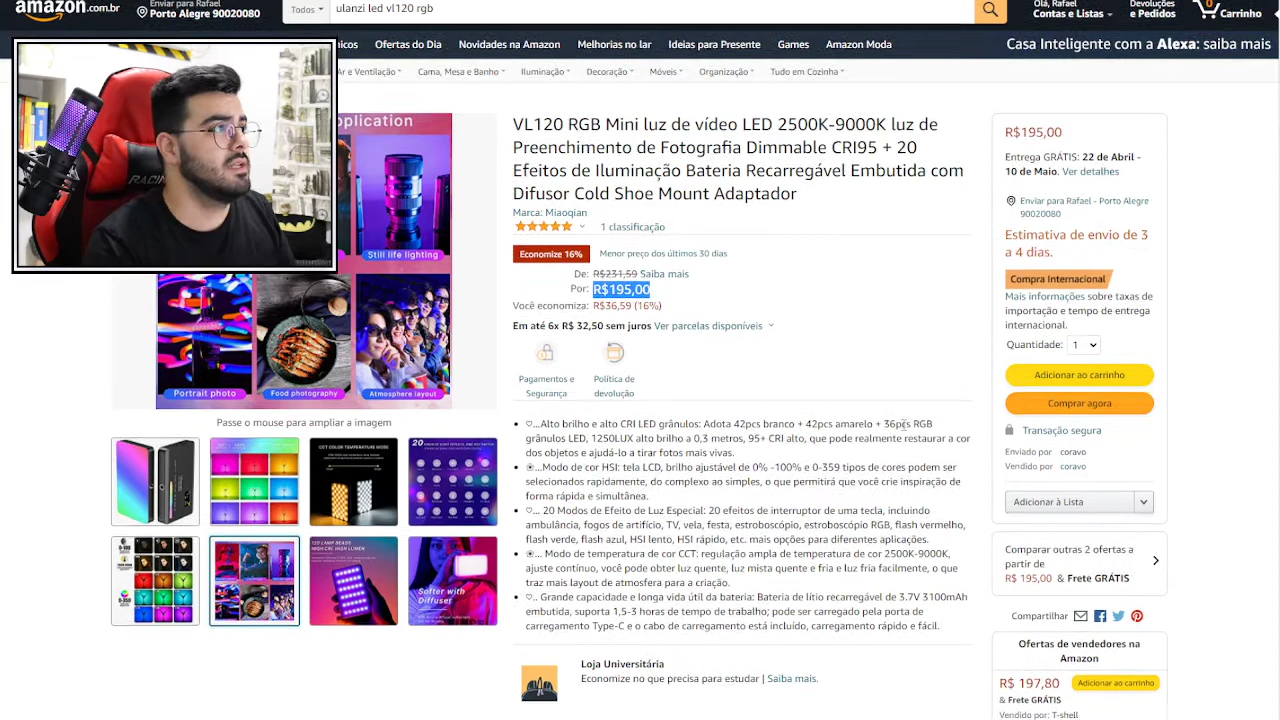 amazon.com.br
Enviar para Rafael
Porto Alegre 90020080
Todos
ulanzi led vl120 rgb
Olá, Rafael
Contas e Listas
Devoluções
e Pedidos
0
Carrinho
Ofertas do Dia
Novidades na Amazon
Melhorias no lar
Ideias para Presente
Games
Amazon Moda
Casa Inteligente com a Alexa: saiba mais
Ar e Ventilação
Cama, Mesa e Banho
Iluminação
Decoração
Móveis
Organização
Tudo em Cozinha
Still life lighting
Portrait photo
Food photography
Atmosphere layout
Passe o mouse para ampliar a imagem
CCT COLOR TEMPERATURE MODE
20
120 LAMP BEADS
HIGH CRI, HIGH LUMEN
Softer with
Diffuser
VL120 RGB Mini luz de vídeo LED 2500K-9000K luz de
Preenchimento de Fotografia Dimmable CRI95 + 20
Efeitos de Iluminação Bateria Recarregável Embutida com
Difusor Cold Shoe Mount Adaptador
Marca: Miaoqian
1 classificação
Economize 16%
Menor preço dos últimos 30 dias
De: R$231,59 Saiba mais
Por: R$195,00
Você economiza: R$36,59 (16%)
Em até 6x R$ 32,50 sem juros Ver parcelas disponíveis
Pagamentos e
Segurança
Política de
devolução
♡...Alto brilho e alto CRI LED grânulos: Adota 42pçs branco + 42pcs amarelo + 36pçs RGB
grânulos LED, 1250LUX alto brilho a 0,3 metros, 95+ CRI alto, que pode realmente restaurar a cor
dos objetos e ajudá-lo a tirar fotos massivas.
...Modo de cor HSI: tela LED, brilho ajustável de 0% -100% e 0-359 tipos de cores podem ser
selecionados rapidamente, do complexo ao simples, o que permitirá que você crie inspiração de
forma rápida e simultânea.
♡... 20 Modos de Efeito de Luz Especial: 20 efeitos de interruptor de uma tecla, incluindo
ambulância, fogos de artifício, TV, vela, festa, estroboscópio, estroboscopio RGB, flash vermelho,
flash verde, flash azul, HSI lento, HSI rápido, etc mais opções para diferentes aplicações.
... Modo de temperatura de cor CCT: regulação de temperatura de cor de 2500K-9000K,
ajuste contínuo, você pode obter luz quente, luz mista quente e fria e luz fria facilmente, o que
traz mais layout de atmosfera para a criação.
♡.. Grande capacidade e longa vida útil da bateria: Bateria de lítio recarregável de 3.7V 3100mAh
embutida, suporta 1,5-3 horas de tempo de trabalho; pode ser carregado pela porta de
carregamento Type-C e o cabo de carregamento está incluído, carregamento rápido e fácil.
Loja Universitária
Economize no que precisa para estudar | Saiba mais.
R$195,00
Entrega GRÁTIS: 22 de Abril -
10 de Maio. Ver detalhes
Enviar para Rafael - Porto Alegre
90020080
Estimativa de envio de 3
a 4 dias.
Compra Internacional
Mais informações sobre taxas de
importação e tempo de entrega
internacional.
Quantidade: 1
Adicionar ao carrinho
Comprar agora
Transação segura
Enviado por coravo
Vendido por coravo
Adicionar à Lista
Comparar outras 2 ofertas a
partir de
R$ 195,00 & Frete GRÁTIS
Compartilhar
Ofertas de vendedores na
Amazon
R$ 197,80
Adicionar ao carrinho
& Frete GRÁTIS
Vendido por: T-shell